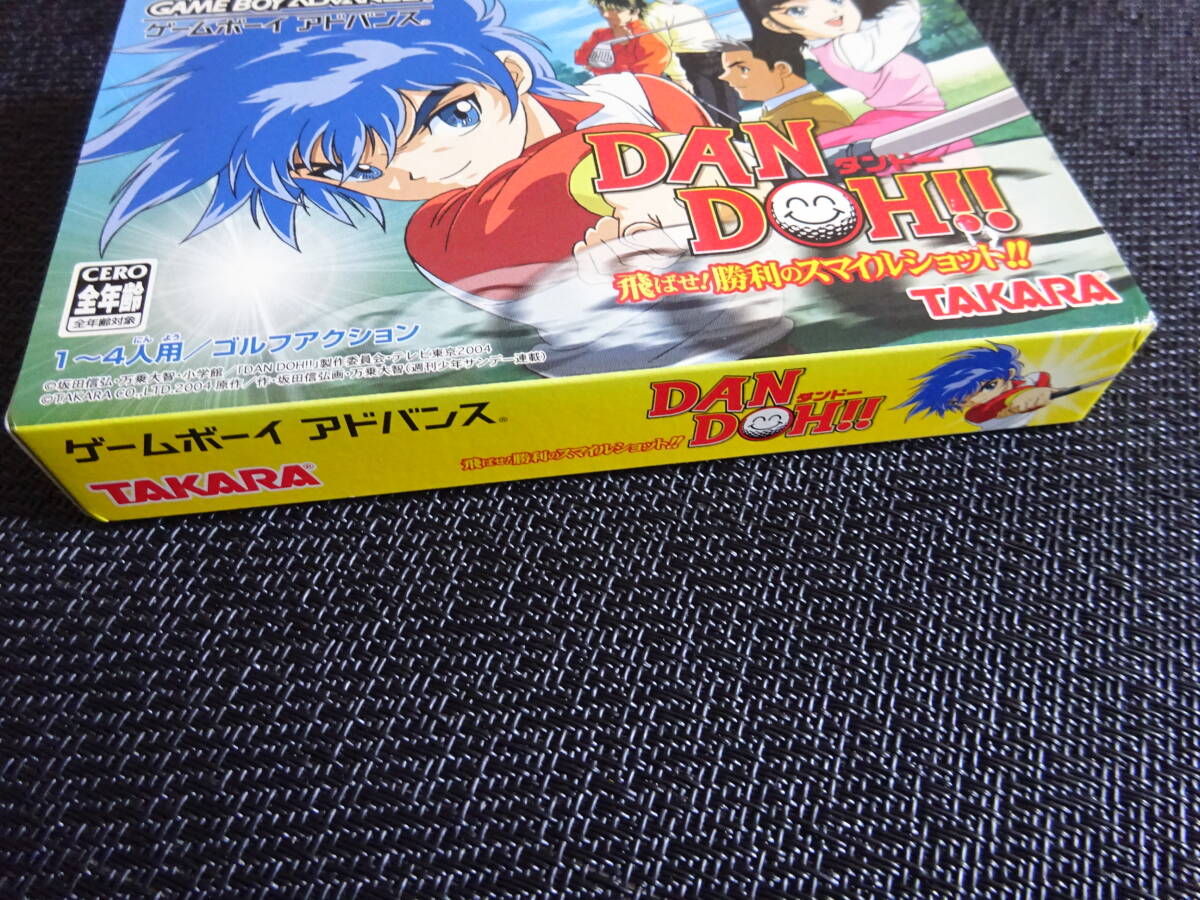 GAME BOY ADVANCE
ゲームボーイ アドバンス®
DAN
ダンドー
DOH!!
飛ばせ!勝利のスマイルショット!!
TAKARA®
CERO
全年齢
全年齢対象
にん よう
1〜4人用/ゴルフアクション
©坂田信弘・万乗大智・小学館/「DAN DOH!!」製作委員会・テレビ東京2004
©TAKARA CO.,LTD.2004 原作/作・坂田信弘 画・万乗大智(週刊少年サンデー連載)
ゲームボーイ アドバンス®
TAKARA®
DAN
ダンドー
DOH!!
飛ばせ!勝利のスマイルショット!!